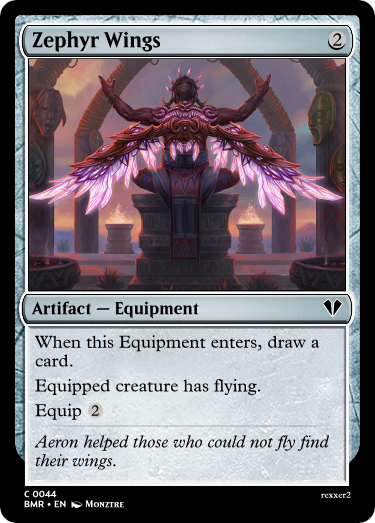 Zephyr Wings 2
Artifact — Equipment
When this Equipment enters, draw a
card.
Equipped creature has flying.
Equip 2
Aeron helped those who could not fly find
their wings.
C 0044
BMR • EN Monztre
rexxer2